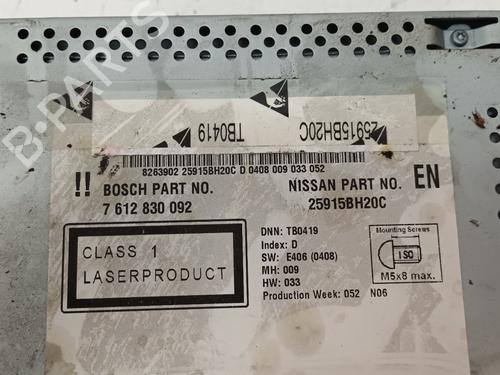 B-PARTS
TB0419
25915BH20C
8263902 25915BH20C D 0408 009 033 052
!! BOSCH PART NO. NISSAN PART NO. EN
7 612 830 092 25915BH20C
CLASS 1
LASERPRODUCT
DNN: TB0419
Index: D
SW: E406 (0408)
MH: 009
HW: 033
Production Week: 052 N06
Mounting Screws
ISO
M5x8 max.